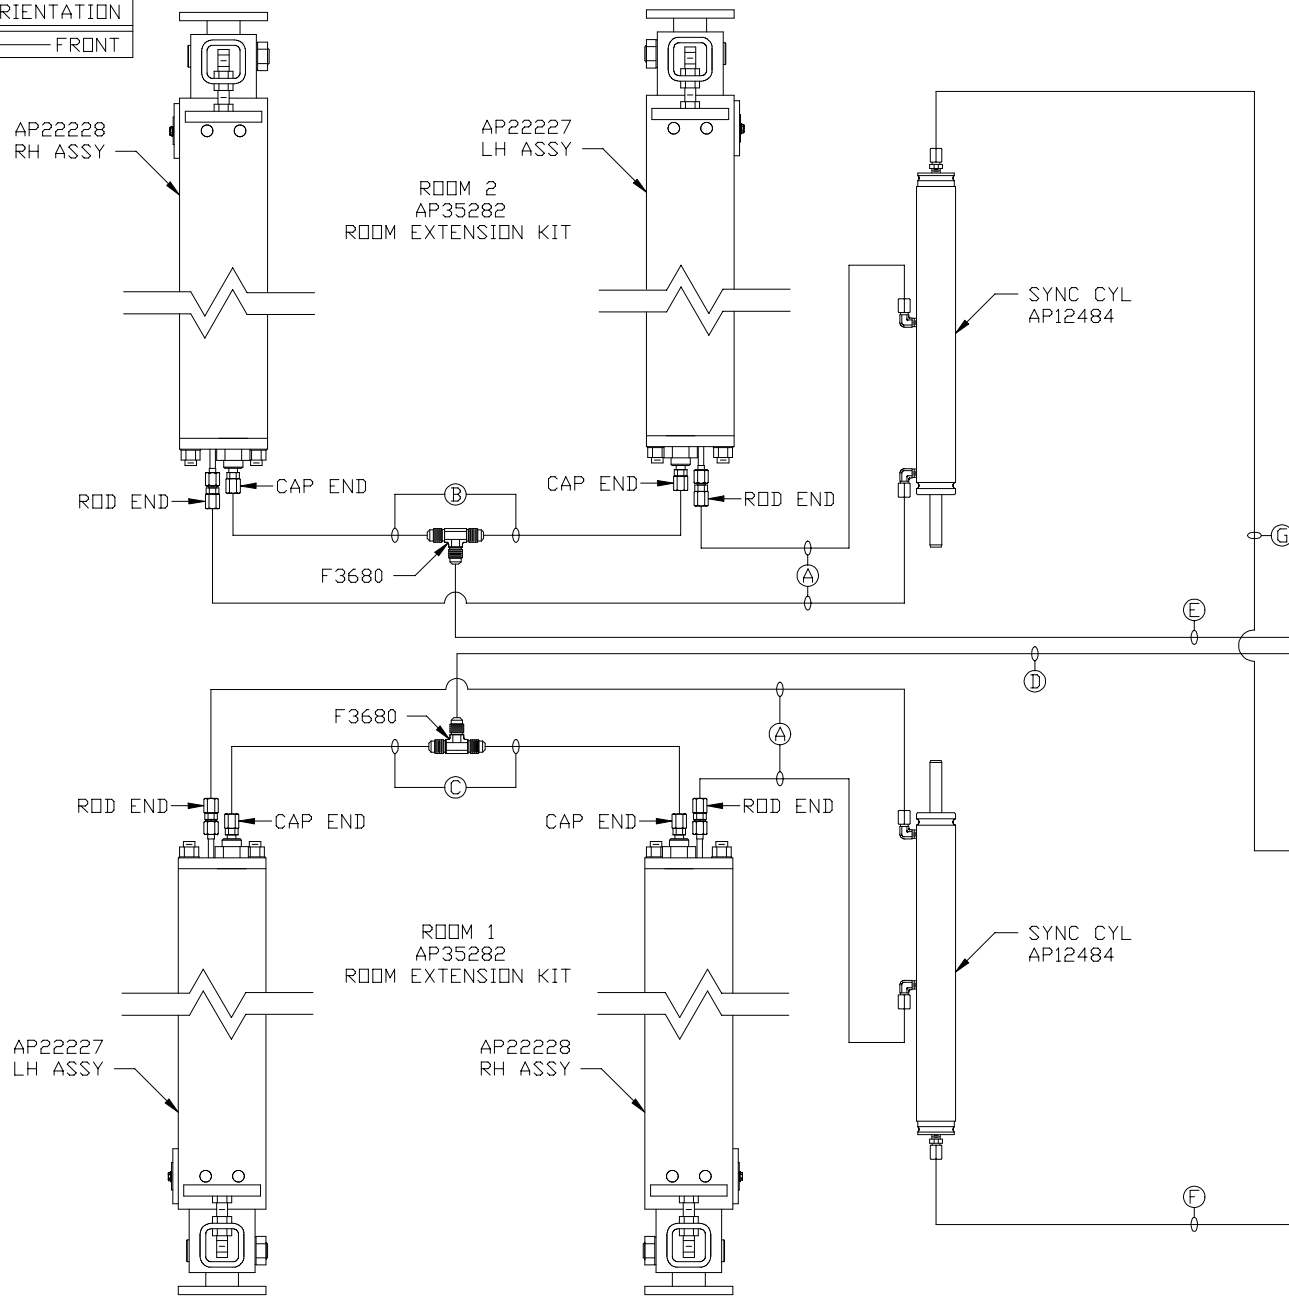 RIENTATION
FRONT
AP22228
RH ASSY
AP22227
LH ASSY
ROOM 2
AP35282
ROOM EXTENSION KIT
SYNC CYL
AP12484
ROD END
CAP END
B
CAP END
ROD END
F3680
A
G
E
D
F3680
A
C
ROD END
CAP END
CAP END
ROD END
ROOM 1
AP35282
ROOM EXTENSION KIT
SYNC CYL
AP12484
AP22227
LH ASSY
AP22228
RH ASSY
F